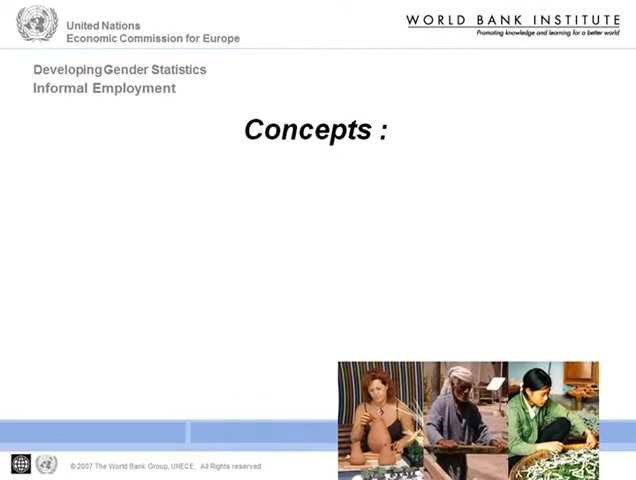 United Nations
Economic Commission for Europe
WORLD BANK INSTITUTE
Promoting knowledge and learning for a better world
Developing Gender Statistics
Informal Employment
Concepts :
©2007 The World Bank Group, UNECE, All Rights reserved